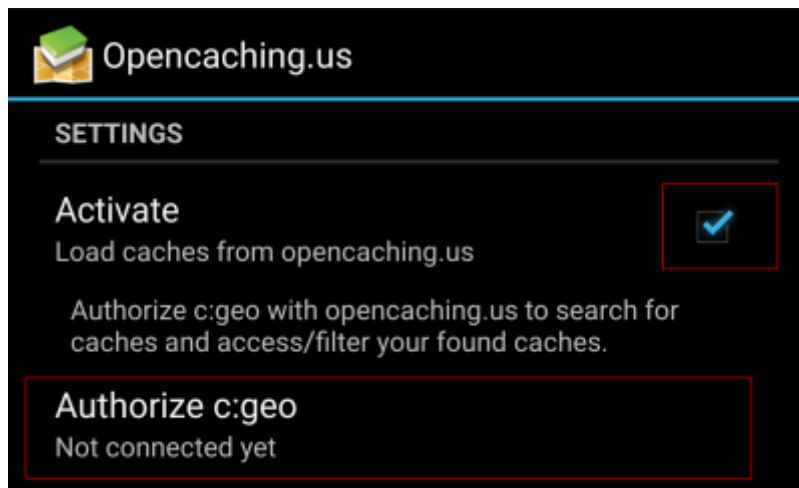 Opencaching.us
SETTINGS
Activate
Load caches from opencaching.us
Authorize c:geo with opencaching.us to search for
caches and access/filter your found caches.
Authorize c:geo
Not connected yet